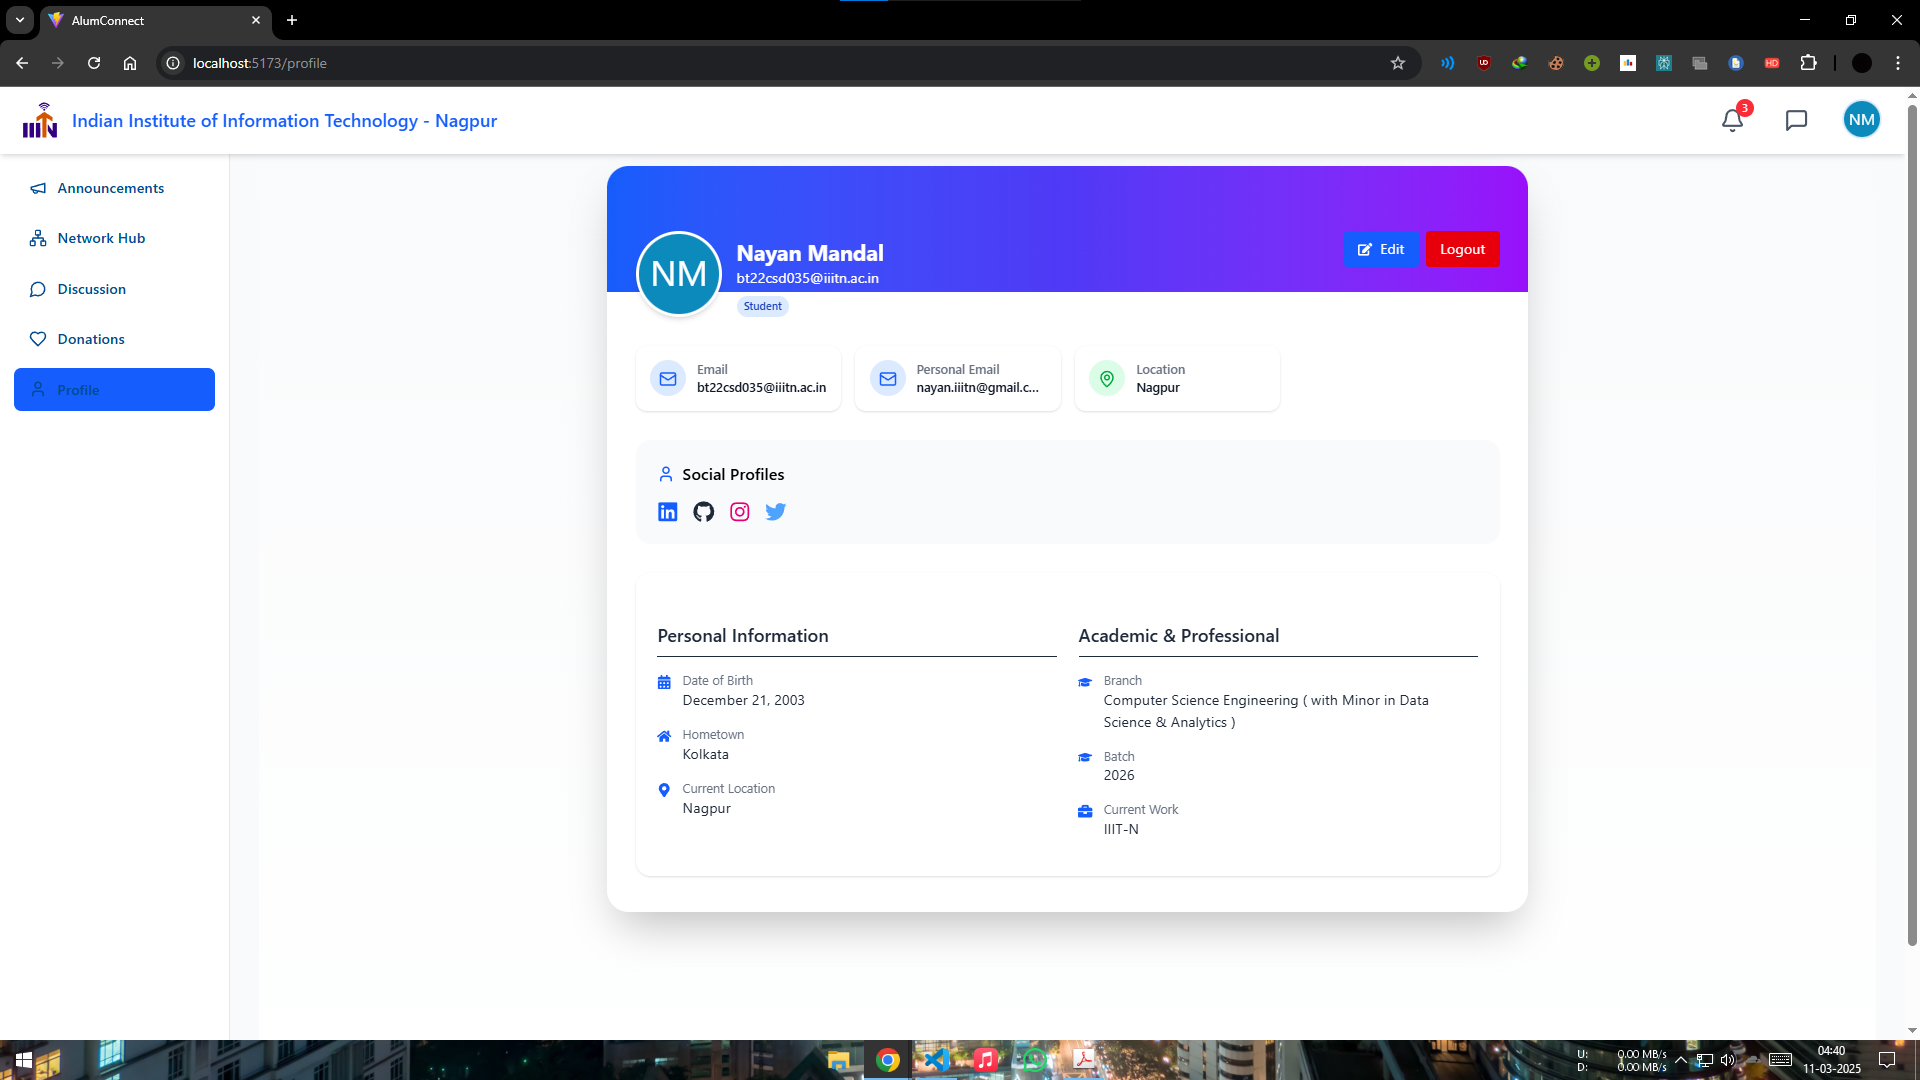 AlumConnect
localhost:5173/profile
Indian Institute of Information Technology - Nagpur
3
NM
Announcements
Network Hub
Discussion
Donations
Profile
NM
Nayan Mandal
bt22csd035@iiitn.ac.in
Student
Edit
Logout
Email
bt22csd035@iiitn.ac.in
Personal Email
nayan.iiitn@gmail.c...
Location
Nagpur
Social Profiles
Personal Information
Date of Birth
December 21, 2003
Hometown
Kolkata
Current Location
Nagpur
Academic & Professional
Branch
Computer Science Engineering ( with Minor in Data
Science & Analytics )
Batch
2026
Current Work
IIIT-N
U: 0.00 MB/s
D: 0.00 MB/s
04:40
11-03-2025